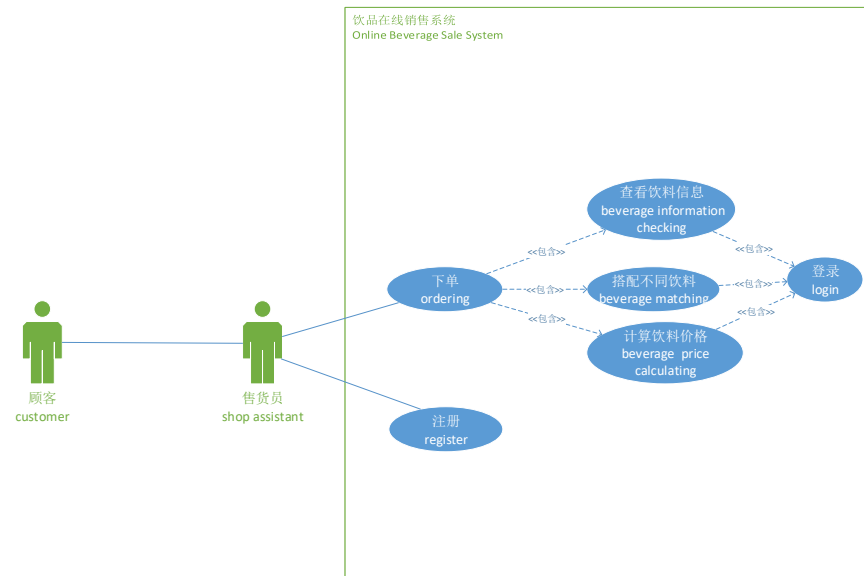 饮品在线销售系统
Online Beverage Sale System
查看饮料信息
beverage information
checking
<<包含>>
<<包含>>
下单
ordering
<<包含>>
搭配不同饮料
beverage matching
<<包含>>
登录
login
<<包含>>
计算饮料价格
beverage price
calculating
<<包含>>
顾客
customer
售货员
shop assistant
注册
register